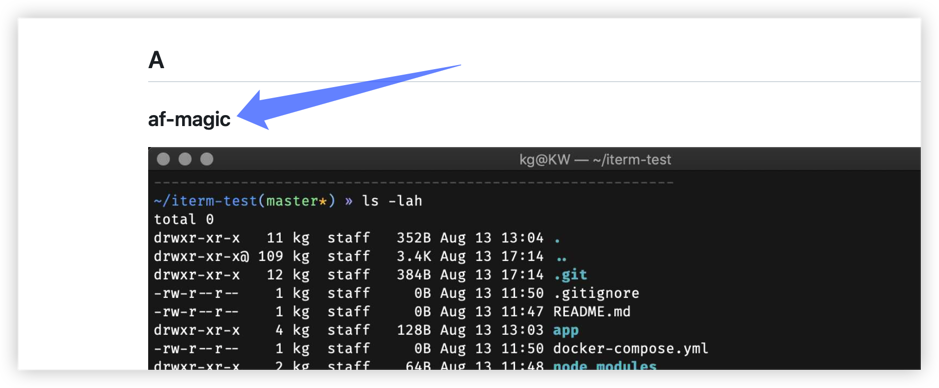 A
af-magic
kg@KW — ~/iterm-test
------------------------------------------------------------
~/iterm-test(master*) » ls -lah
total 0
drwxr-xr-x   11 kg  staff   352B Aug 13 13:04 .
drwxr-xr-x@ 109 kg  staff   3.4K Aug 13 17:14 ..
drwxr-xr-x   12 kg  staff   384B Aug 13 17:14 .git
-rw-r--r--    1 kg  staff     0B Aug 13 11:50 .gitignore
-rw-r--r--    1 kg  staff     0B Aug 13 11:47 README.md
drwxr-xr-x    4 kg  staff   128B Aug 13 13:03 app
-rw-r--r--    1 kg  staff     0B Aug 13 11:50 docker-compose.yml
drwxr-xr-x    2 kg  staff    64B Aug 13 11:48 node_modules